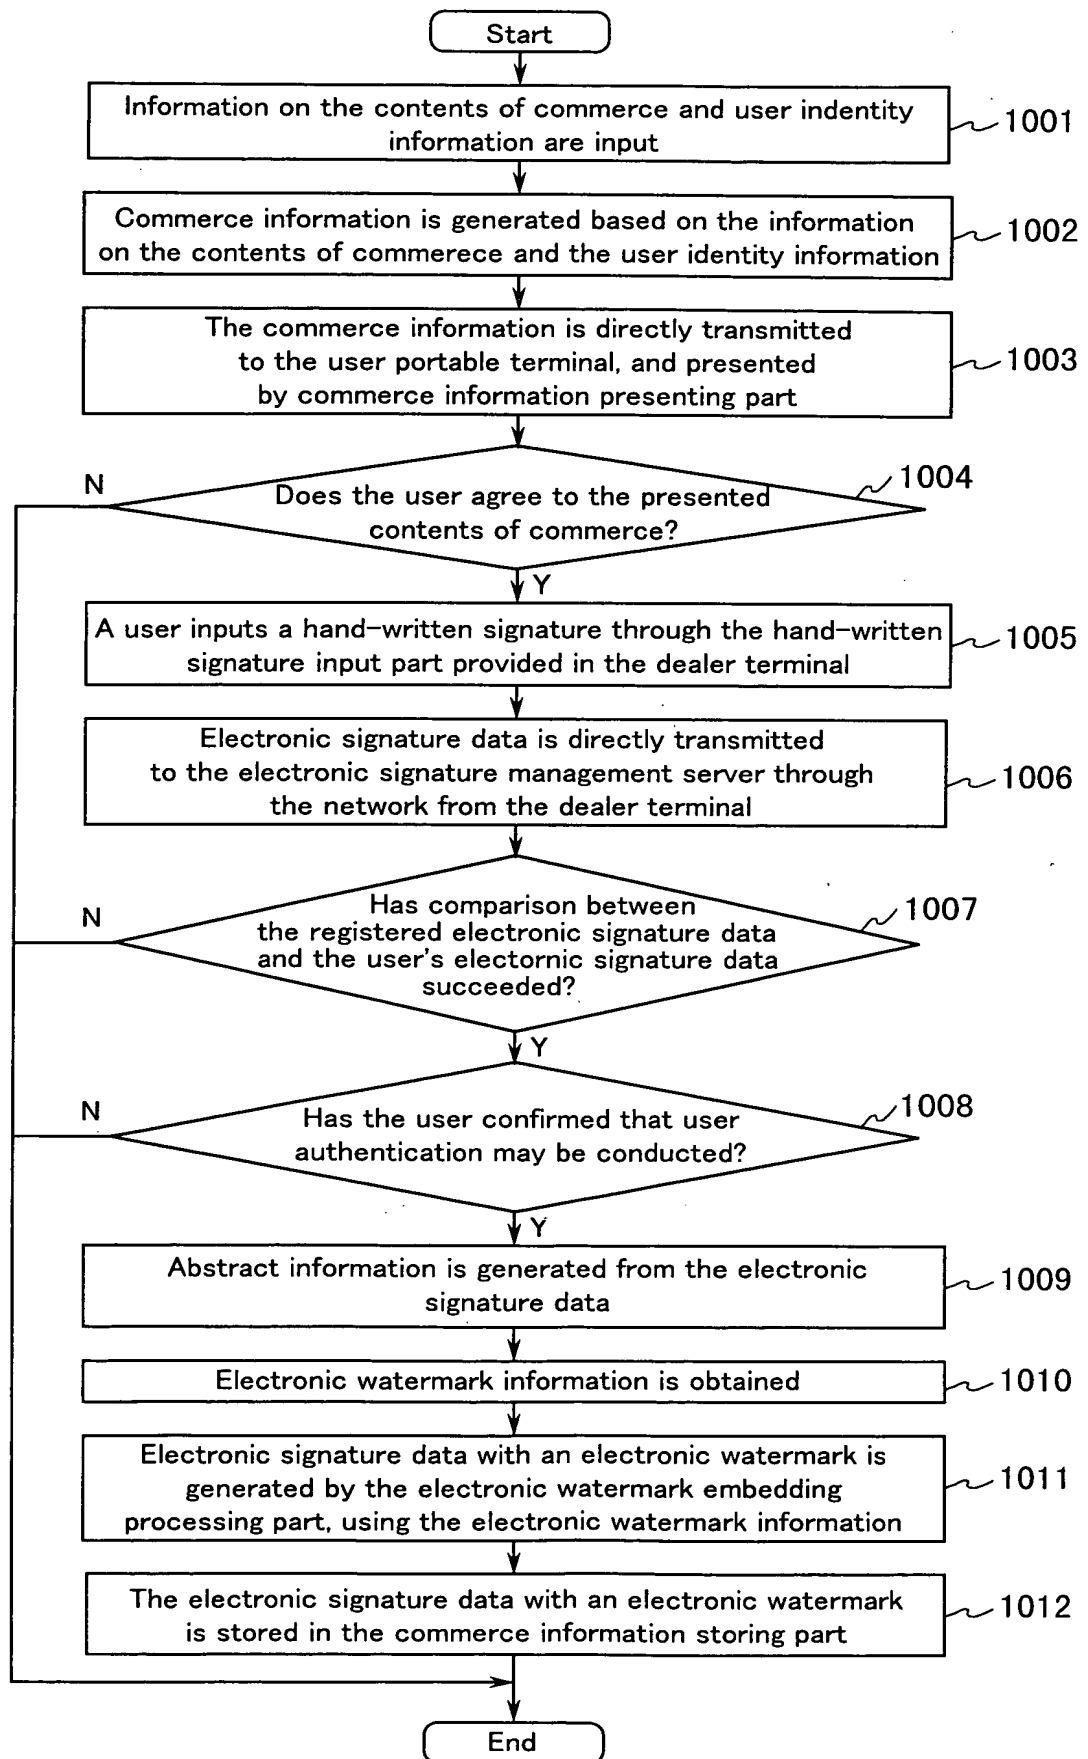 Start
Information on the contents of commerce and user indentity
information are input
1001
Commerce information is generated based on the information
on the contents of commerece and the user identity information
1002
The commerce information is directly transmitted
to the user portable terminal, and presented
by commerce information presenting part
1003
N
Does the user agree to the presented
contents of commerce?
1004
Y
A user inputs a hand-written signature through the hand-written
signature input part provided in the dealer terminal
1005
Electronic signature data is directly transmitted
to the electronic signature management server through
the network from the dealer terminal
1006
N
Has comparison between
the registered electronic signature data
and the user's electornic signature data
succeeded?
1007
Y
N
Has the user confirmed that user
authentication may be conducted?
1008
Y
Abstract information is generated from the electronic
signature data
1009
Electronic watermark information is obtained
1010
Electronic signature data with an electronic watermark is
generated by the electronic watermark embedding
processing part, using the electronic watermark information
1011
The electronic signature data with an electronic watermark
is stored in the commerce information storing part
1012
End